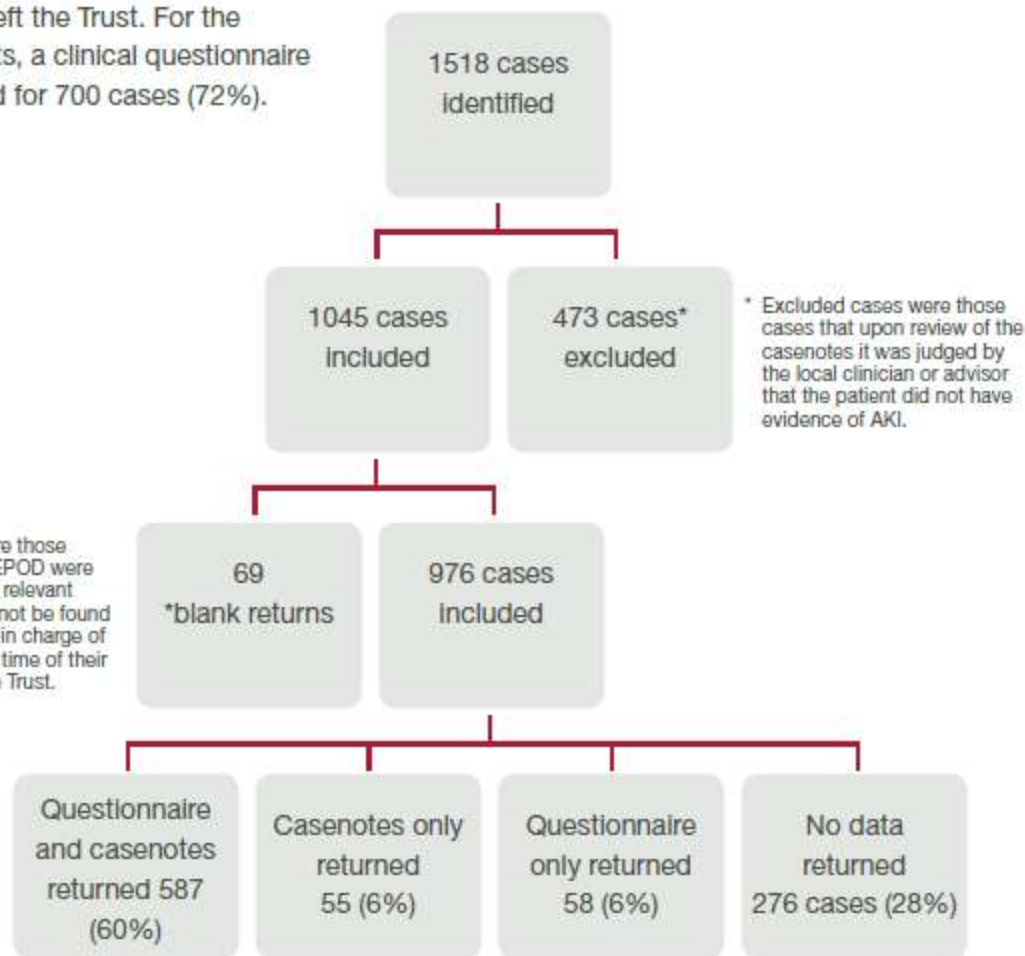 eft the Trust. For the
ts, a clinical questionnaire
d for 700 cases (72%).
1518 cases
identified
1045 cases
included
473 cases*
excluded
* Excluded cases were those
cases that upon review of the
casenotes it was judged by
the local clinician or advisor
that the patient did not have
evidence of AKI.
re those
EPOD were
relevant
not be found
in charge of
time of their
Trust.
69
*blank returns
976 cases
included
Questionnaire
and casenotes
returned 587
(60%)
Casenotes only
returned
55 (6%)
Questionnaire
only returned
58 (6%)
No data
returned
276 cases (28%)